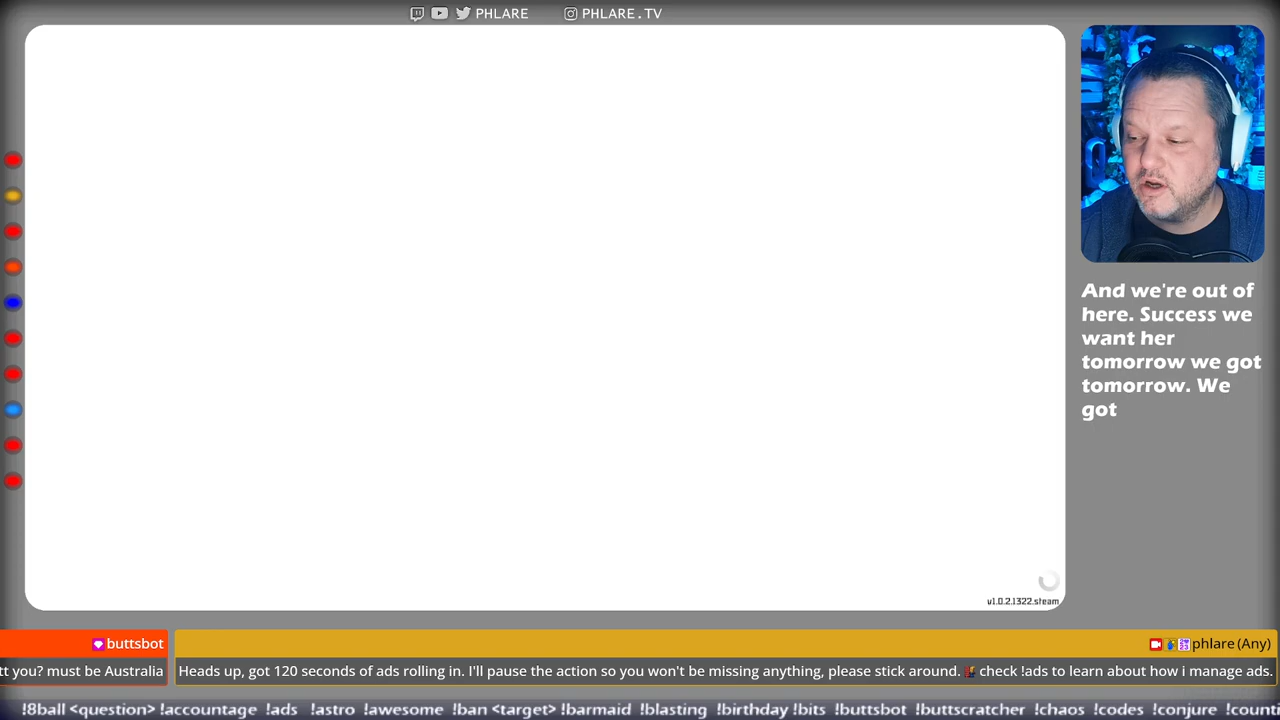 PHLARE PHLARE.TV
And we're out of
here. Success we
want her
tomorrow we got
tomorrow. We
got
v1.0.2.1322.steam
buttsbot
tt you? must be Australia
phlare (Any)
Heads up, got 120 seconds of ads rolling in. I'll pause the action so you won't be missing anything, please stick around. check !ads to learn about how i manage ads.
!8ball <question> !accountage !ads !astro !awesome !ban <target> !barmaid !blasting !birthday !bits !buttsbot !buttscratcher !chaos !codes !conjure !counti